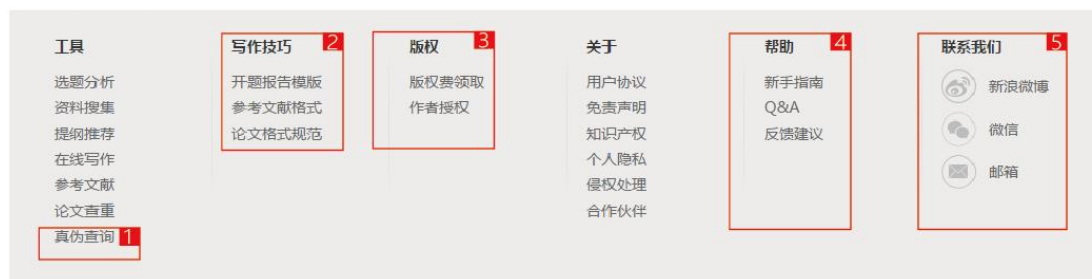 工具
选题分析
资料搜集
提纲推荐
在线写作
参考文献
论文查重
真伪查询 1
写作技巧 2
开题报告模版
参考文献格式
论文格式规范
版权 3
版权费领取
作者授权
关于
用户协议
免责声明
知识产权
个人隐私
侵权处理
合作伙伴
帮助 4
新手指南
Q&A
反馈建议
联系我们 5
新浪微博
微信
邮箱